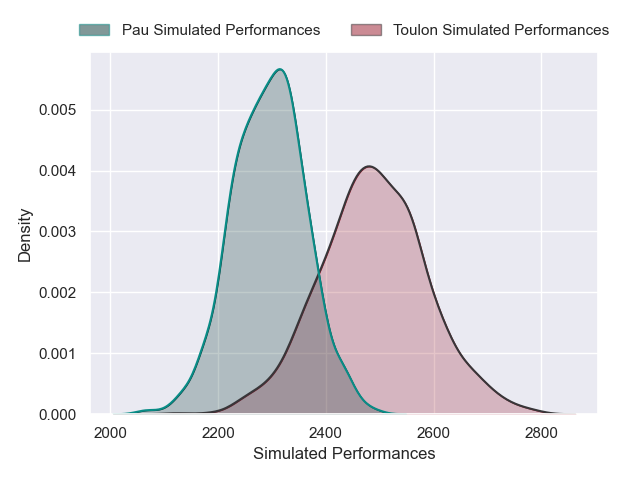 Pau Simulated Performances
Toulon Simulated Performances
Density
0.005
0.004
0.003
0.002
0.001
0.000
2000 2200 2400 2600 2800
Simulated Performances